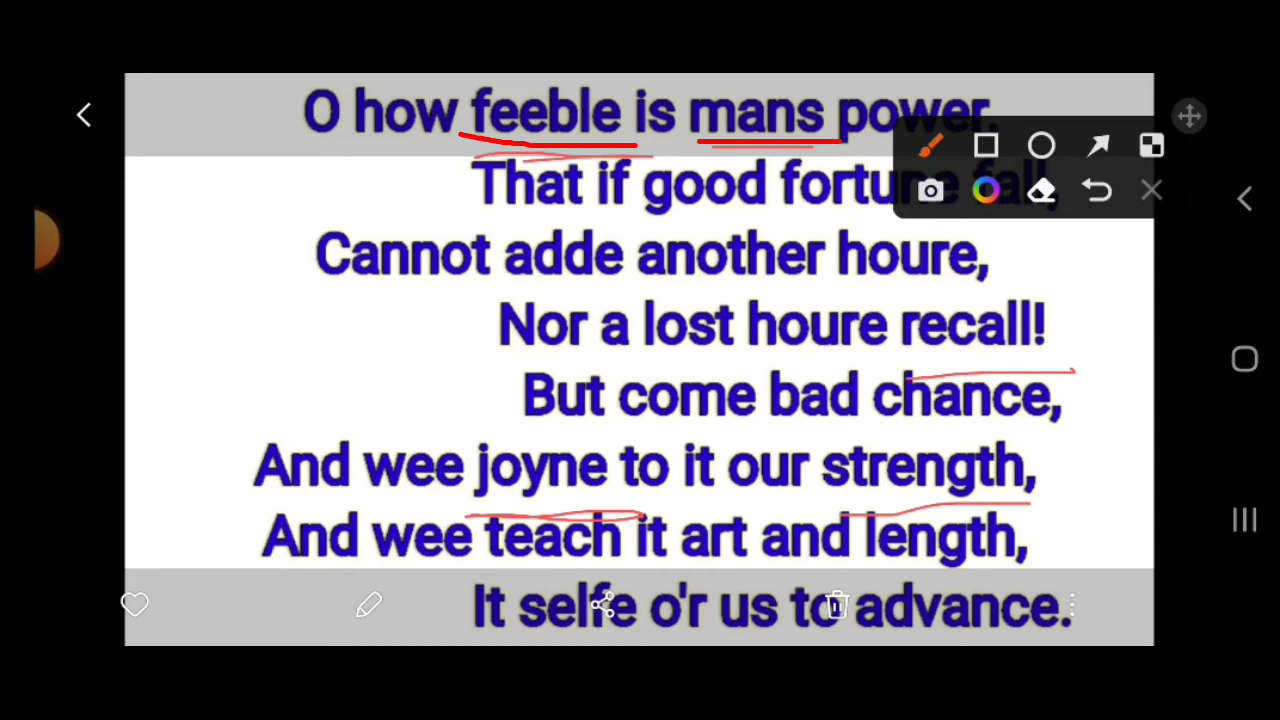 O how feeble is mans power.
That if good fortune fall,
Cannot adde another houre,
Nor a lost houre recall!
But come bad chance,
And wee joyne to it our strength,
And wee teach it art and length,
It selfe o'r us to advance.